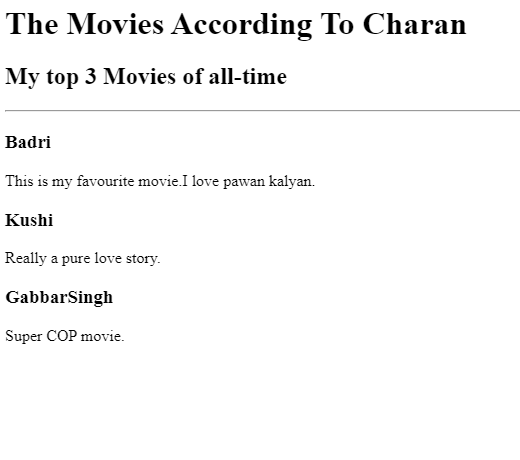 The Movies According To Charan
My top 3 Movies of all-time
Badri
This is my favourite movie.I love pawan kalyan.
Kushi
Really a pure love story.
GabbarSingh
Super COP movie.